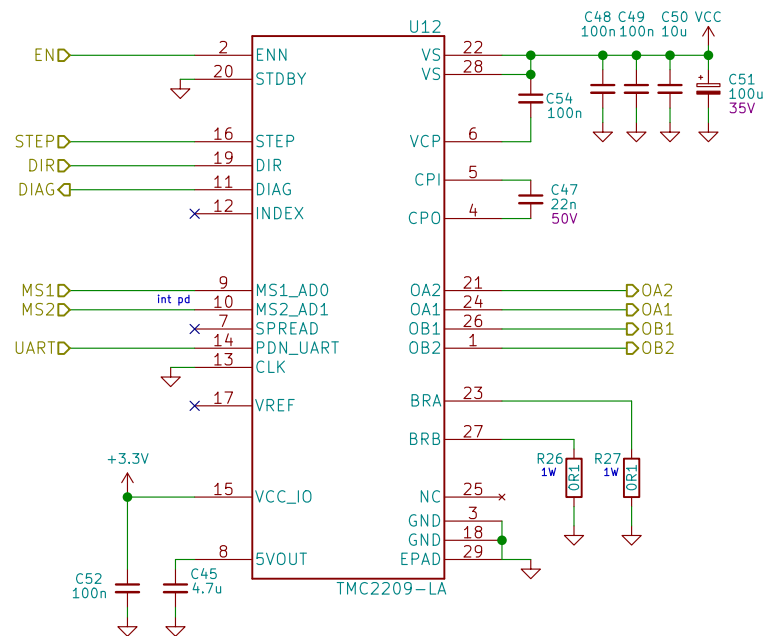 U12
C48 C49 C50 VCC
100n 100n 10u
EN 2 ENN VS 22
20 STDBY VS 28
+
C51
100u
35V
C54
100n
STEP 16 STEP VCP 6
DIR 19 DIR
CPI 5
DIAG 11 DIAG
C47
22n
50V
12 INDEX CPO 4
MS1 9 MS1_AD0 OA2 21 OA2
int pd
MS2 10 MS2_AD1 OA1 24 OA1
7 SPREAD OB1 26 OB1
UART 14 PDN_UART OB2 1 OB2
13 CLK
17 VREF BRA 23
BRB 27
+3.3V
R26 R27
1W 1W
0R1 0R1
15 VCC_IO NC 25
GND 3
GND 18
8 5VOUT EPAD 29
C52
100n
C45
4.7u
TMC2209-LA